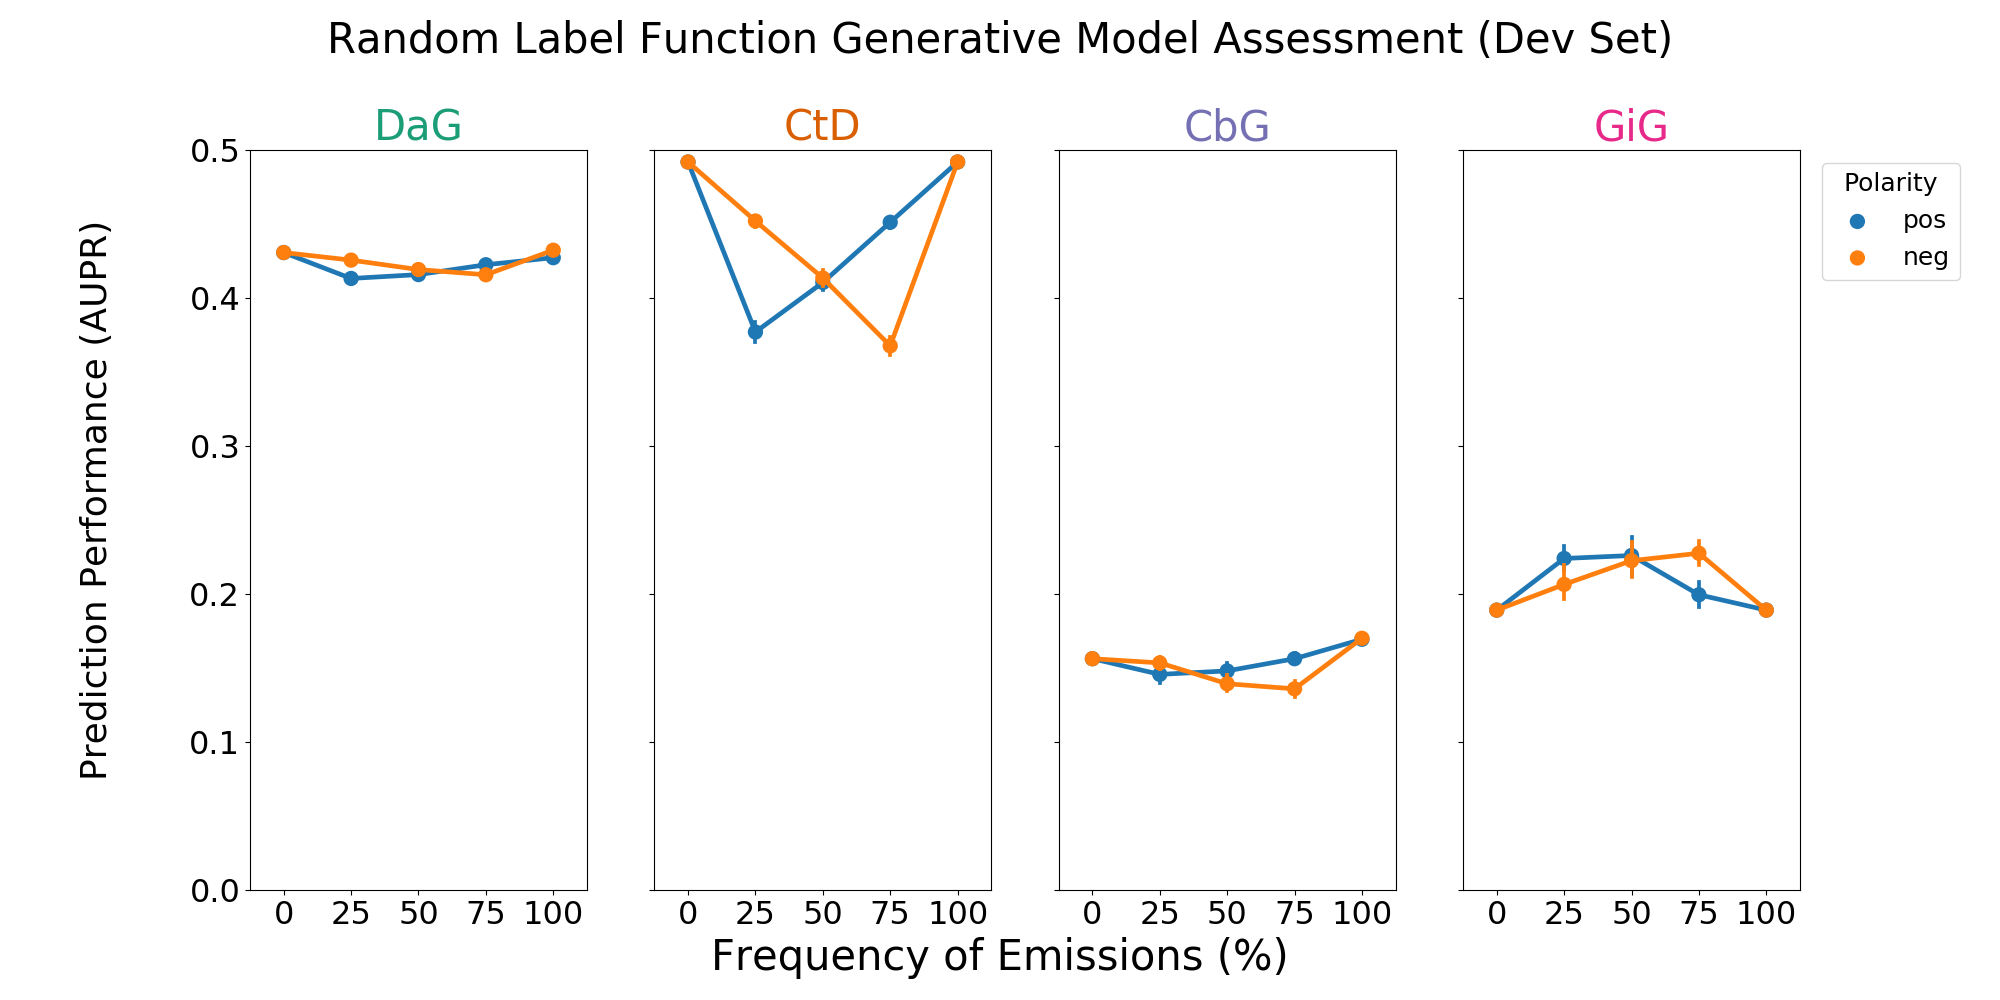 Random Label Function Generative Model Assessment (Dev Set)
DaG
CtD
CbG
GiG
Polarity
pos
neg
Prediction Performance (AUPR)
0.5
0.4
0.3
0.2
0.1
0.0
0 25 50 75 100
0 25 50 75 100
0 25 50 75 100
0 25 50 75 100
Frequency of Emissions (%)